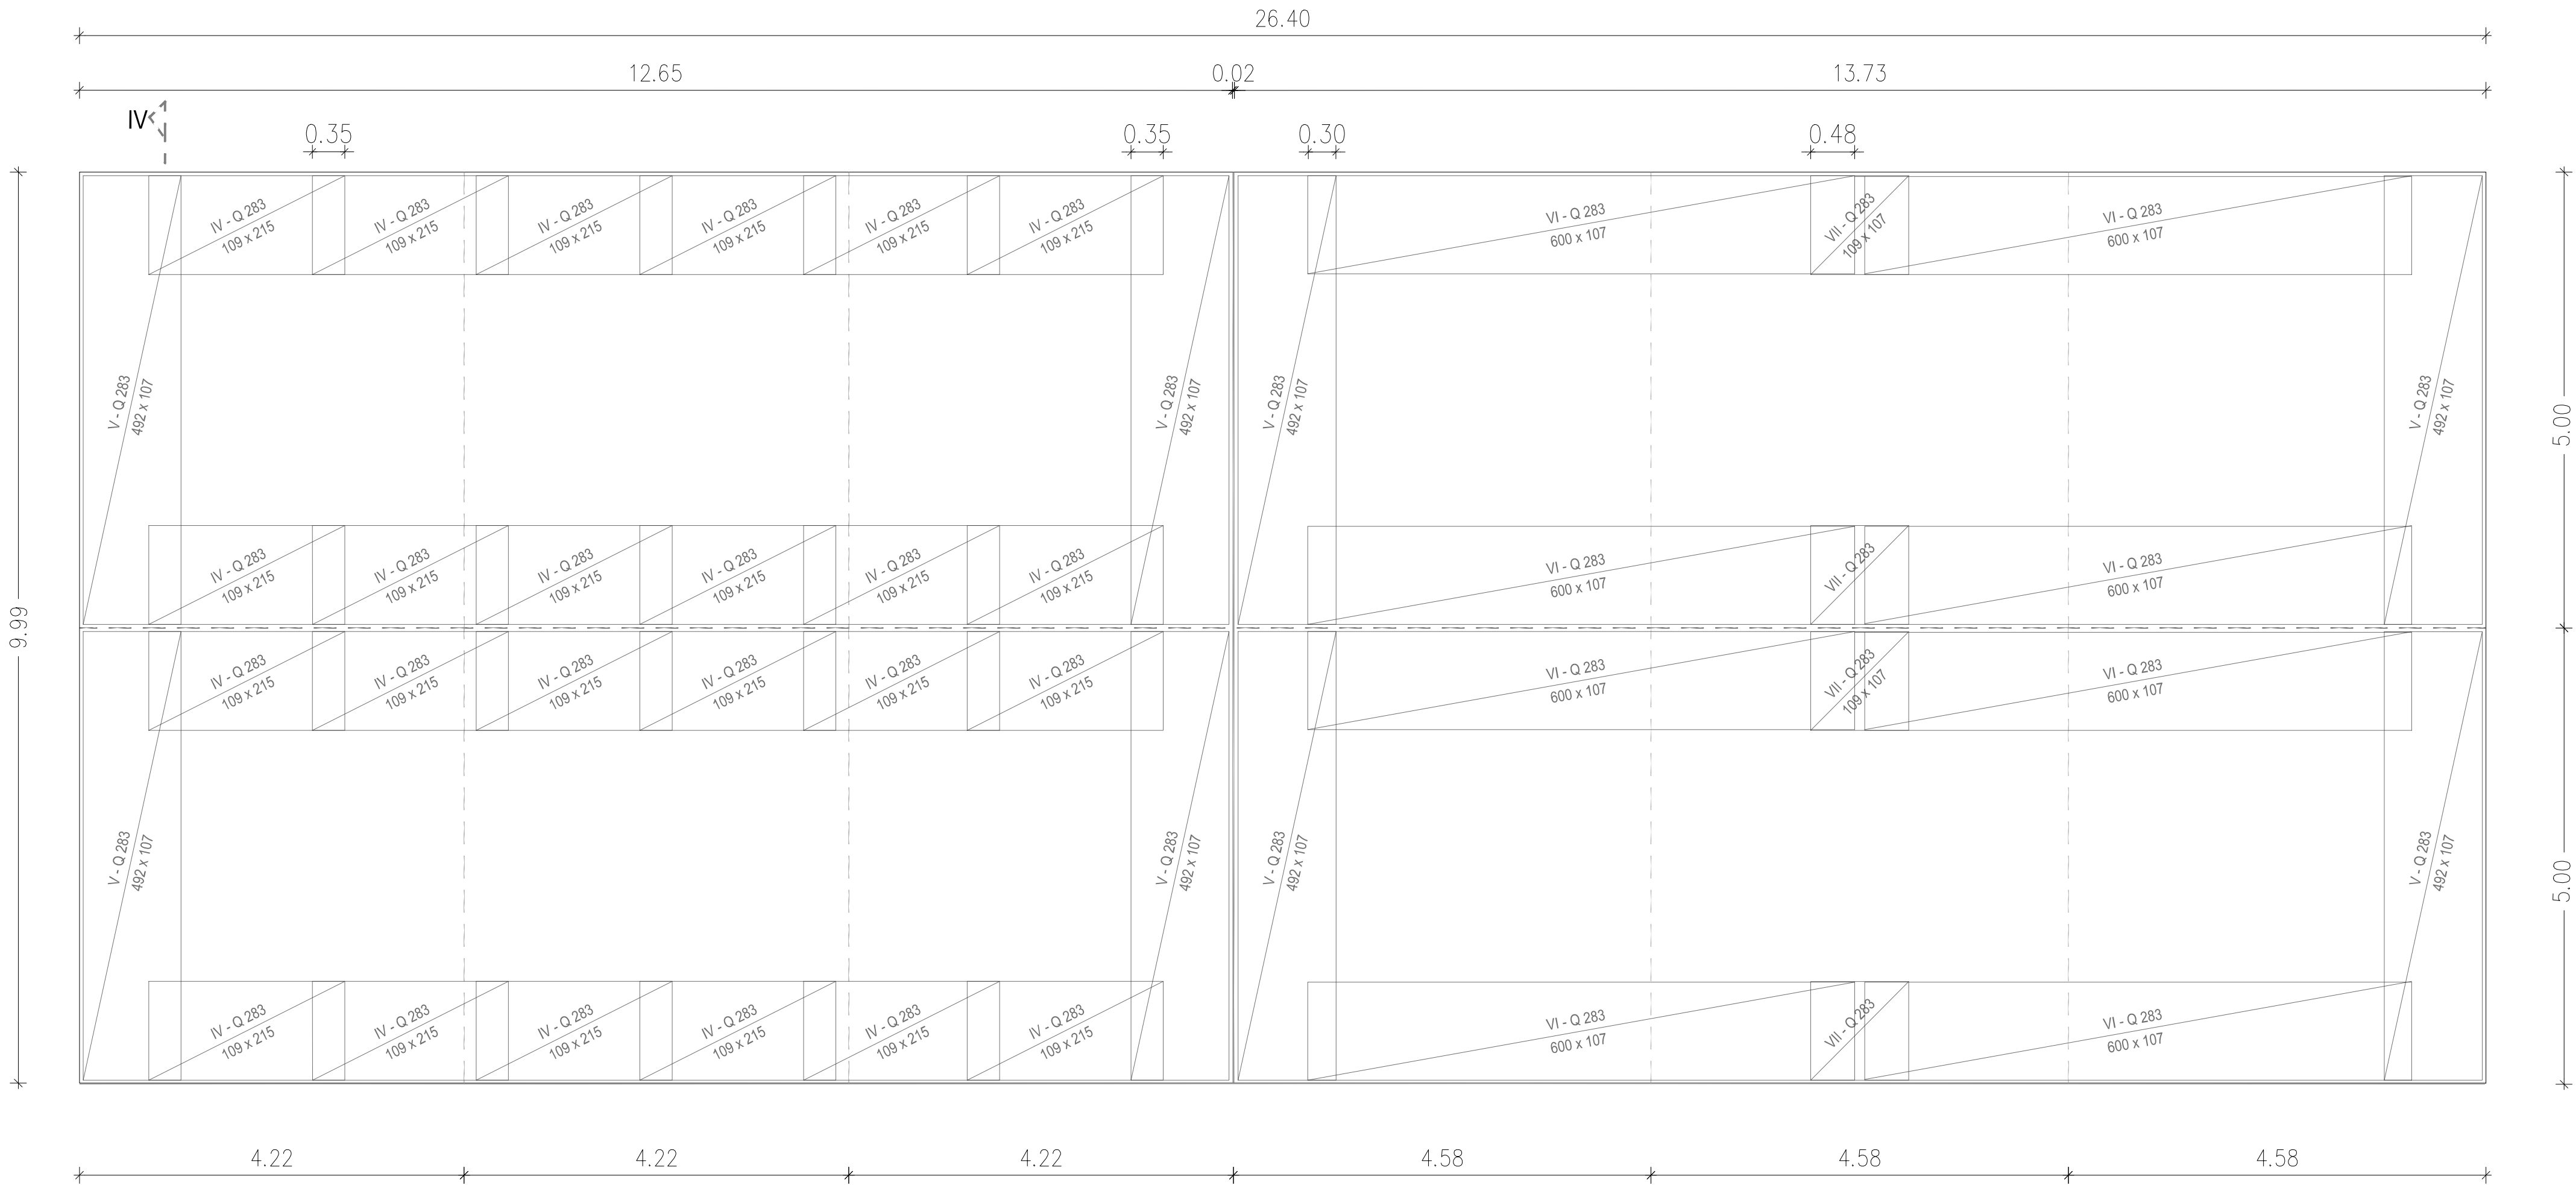 26.40
12.65
0.02
13.73
IV
0.35
0.35
0.30
0.48
IV - Q 283
109 x 215
IV - Q 283
109 x 215
IV - Q 283
109 x 215
IV - Q 283
109 x 215
IV - Q 283
109 x 215
IV - Q 283
109 x 215
VI - Q 283
600 x 107
VII - Q 283
109 x 107
VI - Q 283
600 x 107
V - Q 283
492 x 107
V - Q 283
492 x 107
V - Q 283
492 x 107
V - Q 283
492 x 107
5.00
IV - Q 283
109 x 215
IV - Q 283
109 x 215
IV - Q 283
109 x 215
IV - Q 283
109 x 215
IV - Q 283
109 x 215
IV - Q 283
109 x 215
VI - Q 283
600 x 107
VII - Q 283
VI - Q 283
600 x 107
9.99
IV - Q 283
109 x 215
IV - Q 283
109 x 215
IV - Q 283
109 x 215
IV - Q 283
109 x 215
IV - Q 283
109 x 215
IV - Q 283
109 x 215
VI - Q 283
600 x 107
VII - Q 283
109 x 107
VI - Q 283
600 x 107
V - Q 283
492 x 107
V - Q 283
492 x 107
V - Q 283
492 x 107
V - Q 283
492 x 107
5.00
IV - Q 283
109 x 215
IV - Q 283
109 x 215
IV - Q 283
109 x 215
IV - Q 283
109 x 215
IV - Q 283
109 x 215
IV - Q 283
109 x 215
VI - Q 283
600 x 107
VII - Q 283
VI - Q 283
600 x 107
4.22
4.22
4.22
4.58
4.58
4.58